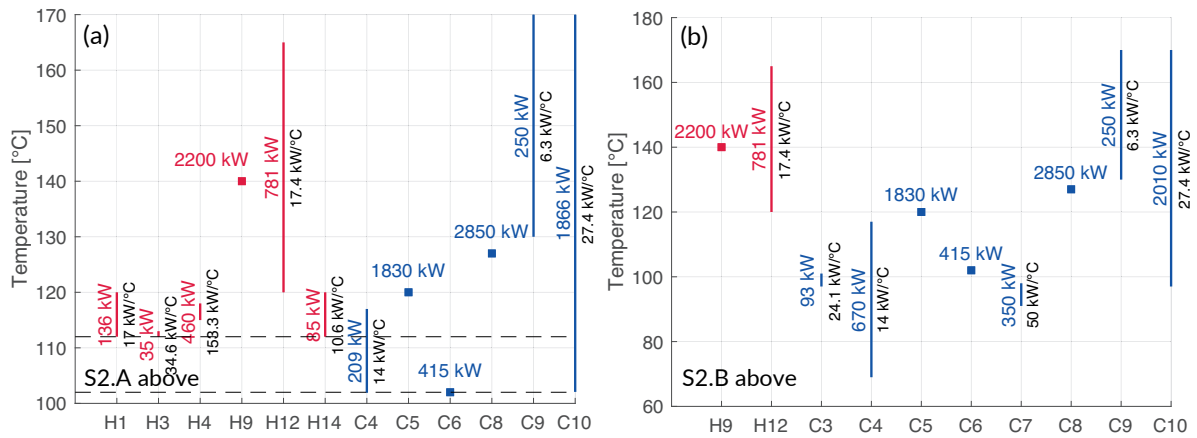 (a)
170
160
150
140
130
120
110
100
Temperature [°C]
136 kW
17 kW/°C
35 kW
34.6 kW/°C
460 kW
158.3 kW/°C
2200 kW
781 kW
17.4 kW/°C
85 kW
10.6 kW/°C
209 kW
14 kW/°C
1830 kW
415 kW
2850 kW
250 kW
6.3 kW/°C
1866 kW
27.4 kW/°C
S2.A above
H1 H3 H4 H9 H12 H14 C4 C5 C6 C8 C9 C10
(b)
180
160
140
120
100
80
60
Temperature [°C]
2200 kW
781 kW
17.4 kW/°C
93 kW
24.1 kW/°C
670 kW
14 kW/°C
1830 kW
415 kW
350 kW
50 kW/°C
2850 kW
250 kW
6.3 kW/°C
2010 kW
27.4 kW/°C
S2.B above
H9 H12 C3 C4 C5 C6 C7 C8 C9 C10